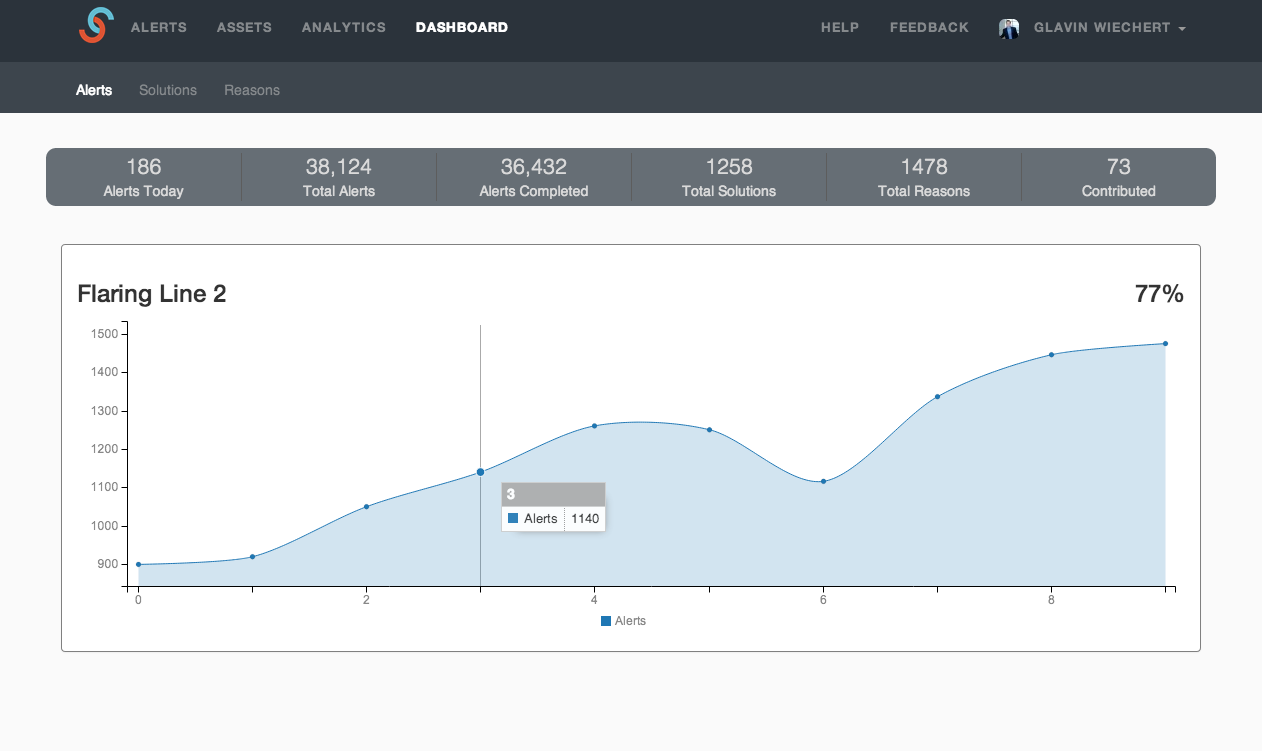 ALERTS ASSETS ANALYTICS DASHBOARD HELP FEEDBACK GLAVIN WIECHERT
Alerts Solutions Reasons
186 38,124 36,432 1258 1478 73
Alerts Today Total Alerts Alerts Completed Total Solutions Total Reasons Contributed
Flaring Line 2 77%
1500
1400
1300
1200
1100
1000
900
3
Alerts 1140
0 2 4 6 8
Alerts